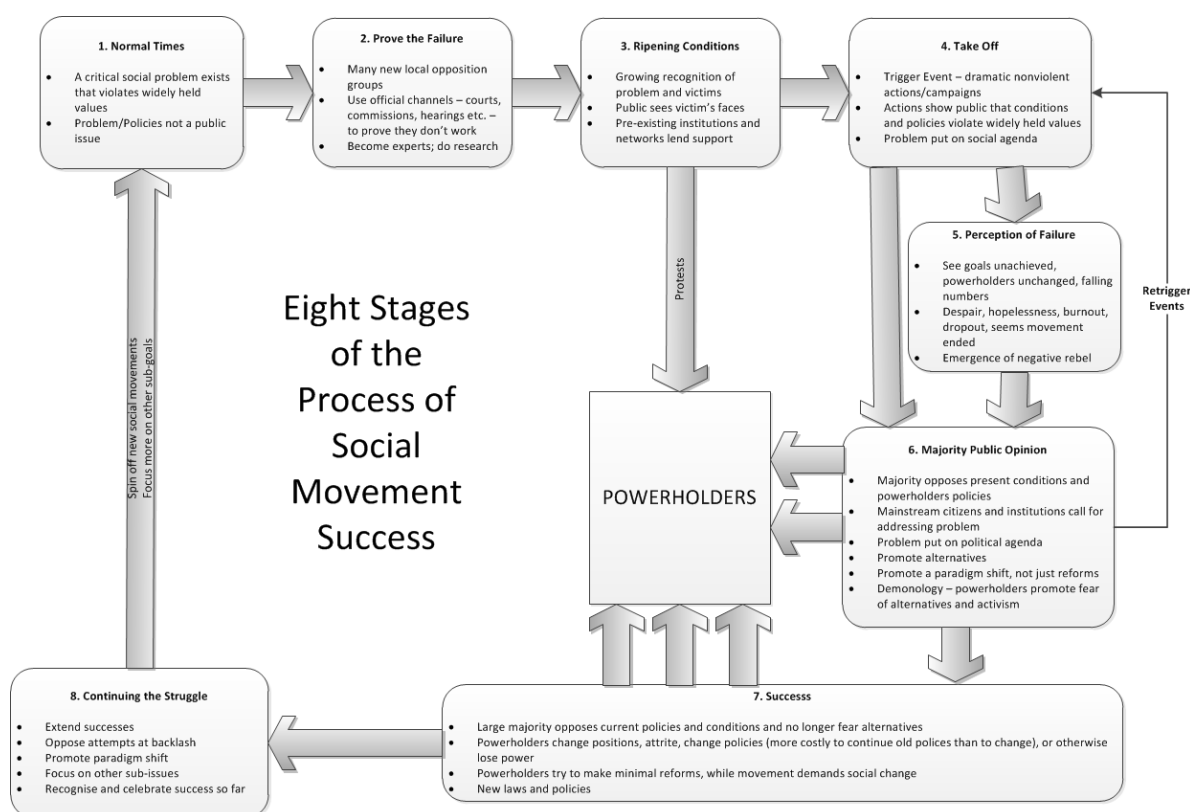 1. Normal Times
• A critical social problem exists
that violates widely held
values
• Problem/Policies not a public
issue
2. Prove the Failure
• Many new local opposition
groups
• Use official channels – courts,
commissions, hearings etc. –
to prove they don't work
• Become experts; do research
3. Ripening Conditions
• Growing recognition of
problem and victims
• Public sees victim's faces
• Pre-existing institutions and
networks lend support
4. Take Off
• Trigger Event – dramatic nonviolent
actions/campaigns
• Actions show public that conditions
and policies violate widely held values
• Problem put on social agenda
5. Perception of Failure
• See goals unachieved,
powerholders unchanged, falling
numbers
• Despair, hopelessness, burnout,
dropout, seems movement
ended
• Emergence of negative rebel
Retrigger
Events
Protests
Eight Stages
of the
Process of
Social
Movement
Success
POWERHOLDERS
6. Majority Public Opinion
• Majority opposes present conditions and
powerholders policies
• Mainstream citizens and institutions call for
addressing problem
• Problem put on political agenda
• Promote alternatives
• Promote a paradigm shift, not just reforms
• Demonology – powerholders promote fear
of alternatives and activism
7. Successs
• Large majority opposes current policies and conditions and no longer fear alternatives
• Powerholders change positions, attrite, change policies (more costly to continue old polices than to change), or otherwise
lose power
• Powerholders try to make minimal reforms, while movement demands social change
• New laws and policies
8. Continuing the Struggle
• Extend successes
• Oppose attempts at backlash
• Promote paradigm shift
• Focus on other sub-issues
• Recognise and celebrate success so far
Spin off new social movements
Focus more on other sub-goals